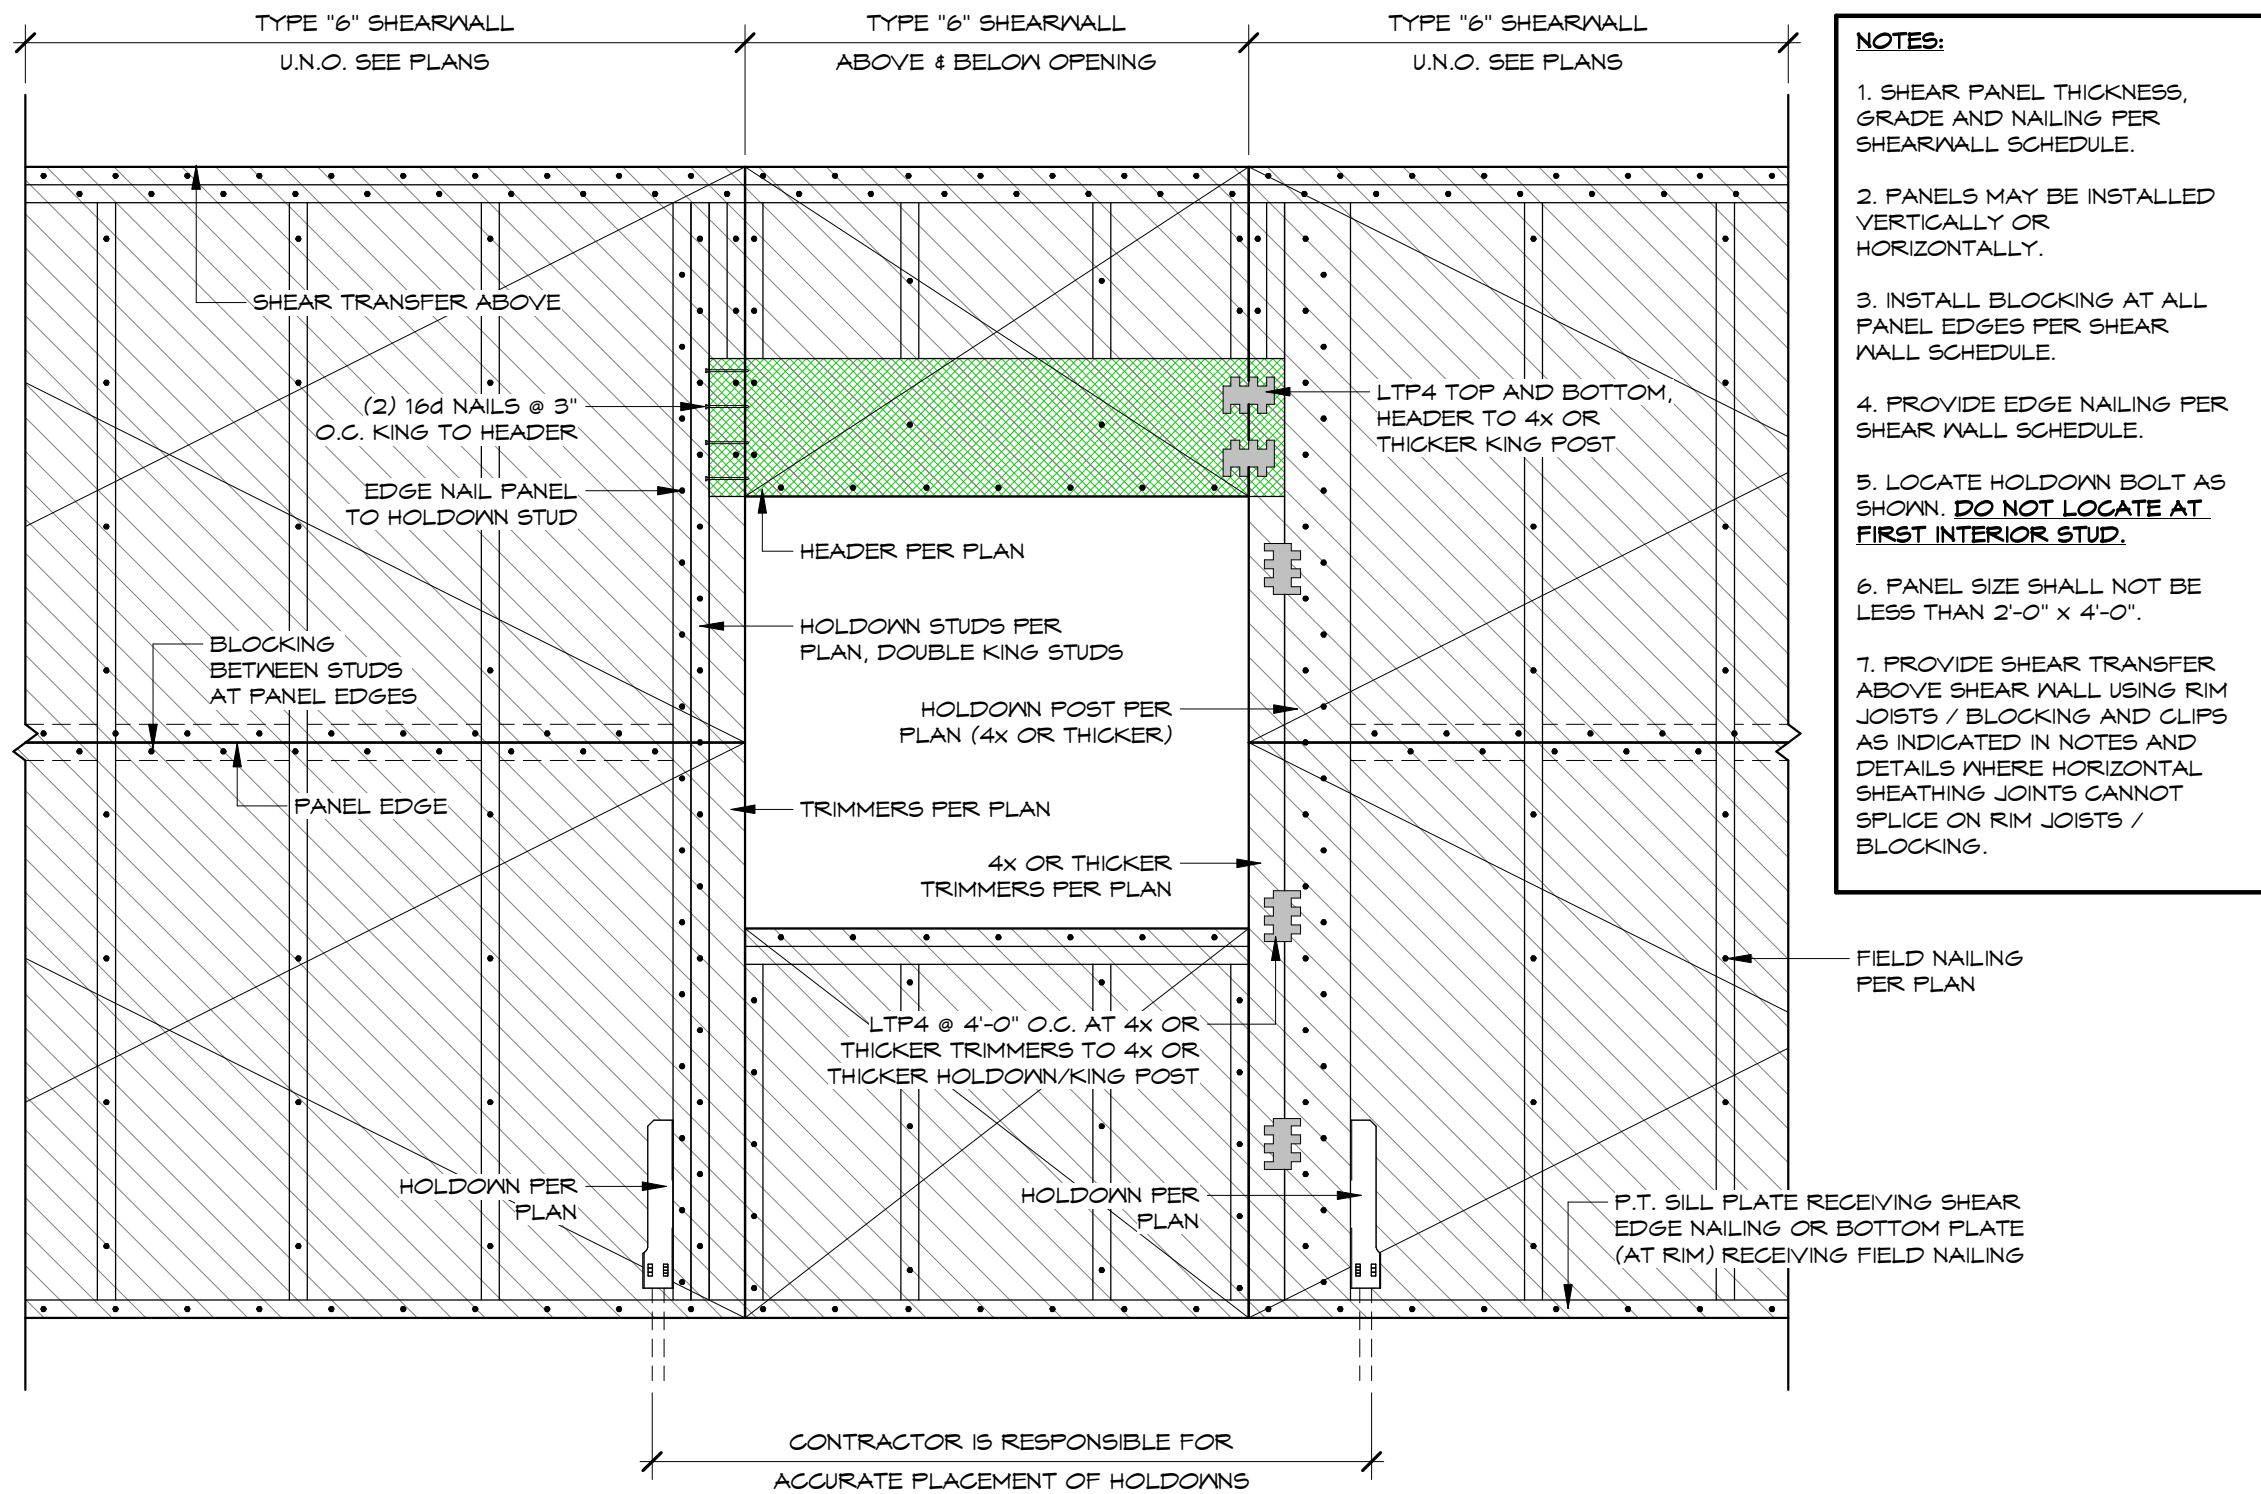 TYPE "6" SHEARWALL
U.N.O. SEE PLANS
TYPE "6" SHEARWALL
ABOVE & BELOW OPENING
TYPE "6" SHEARWALL
U.N.O. SEE PLANS
SHEAR TRANSFER ABOVE
(2) 16d NAILS @ 3"
O.C. KING TO HEADER
EDGE NAIL PANEL
TO HOLDOWN STUD
LTP4 TOP AND BOTTOM,
HEADER TO 4x OR
THICKER KING POST
HEADER PER PLAN
HOLDOWN STUDS PER
PLAN, DOUBLE KING STUDS
BLOCKING
BETWEEN STUDS
AT PANEL EDGES
HOLDOWN POST PER
PLAN (4x OR THICKER)
PANEL EDGE
TRIMMERS PER PLAN
4x OR THICKER
TRIMMERS PER PLAN
LTP4 @ 4'-0" O.C. AT 4x OR
THICKER TRIMMERS TO 4x OR
THICKER HOLDOWN/KING POST
HOLDOWN PER
PLAN
HOLDOWN PER
PLAN
FIELD NAILING
PER PLAN
P.T. SILL PLATE RECEIVING SHEAR
EDGE NAILING OR BOTTOM PLATE
(AT RIM) RECEIVING FIELD NAILING
CONTRACTOR IS RESPONSIBLE FOR
ACCURATE PLACEMENT OF HOLDOWNS
NOTES:
1. SHEAR PANEL THICKNESS,
GRADE AND NAILING PER
SHEARWALL SCHEDULE.
2. PANELS MAY BE INSTALLED
VERTICALLY OR
HORIZONTALLY.
3. INSTALL BLOCKING AT ALL
PANEL EDGES PER SHEAR
WALL SCHEDULE.
4. PROVIDE EDGE NAILING PER
SHEAR WALL SCHEDULE.
5. LOCATE HOLDOWN BOLT AS
SHOWN. DO NOT LOCATE AT
FIRST INTERIOR STUD.
6. PANEL SIZE SHALL NOT BE
LESS THAN 2'-0" x 4'-0".
7. PROVIDE SHEAR TRANSFER
ABOVE SHEAR WALL USING RIM
JOISTS / BLOCKING AND CLIPS
AS INDICATED IN NOTES AND
DETAILS WHERE HORIZONTAL
SHEATHING JOINTS CANNOT
SPLICE ON RIM JOISTS /
BLOCKING.